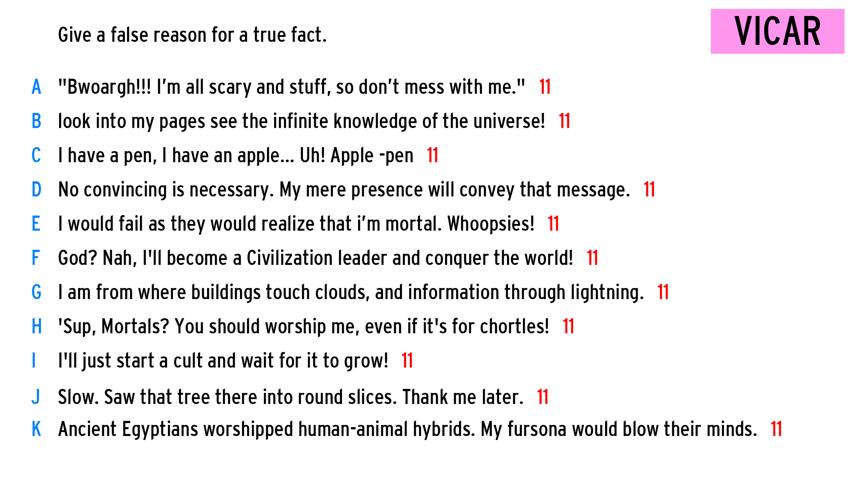 Give a false reason for a true fact.
VICAR
A "Bwoargh!!! I'm all scary and stuff, so don't mess with me." 11
B look into my pages see the infinite knowledge of the universe! 11
C I have a pen, I have an apple... Uh! Apple -pen 11
D No convincing is necessary. My mere presence will convey that message. 11
E I would fail as they would realize that i'm mortal. Whoopsies! 11
F God? Nah, I'll become a Civilization leader and conquer the world! 11
G I am from where buildings touch clouds, and information through lightning. 11
H 'Sup, Mortals? You should worship me, even if it's for chortles! 11
I I'll just start a cult and wait for it to grow! 11
J Slow. Saw that tree there into round slices. Thank me later. 11
K Ancient Egyptians worshipped human-animal hybrids. My fursona would blow their minds. 11